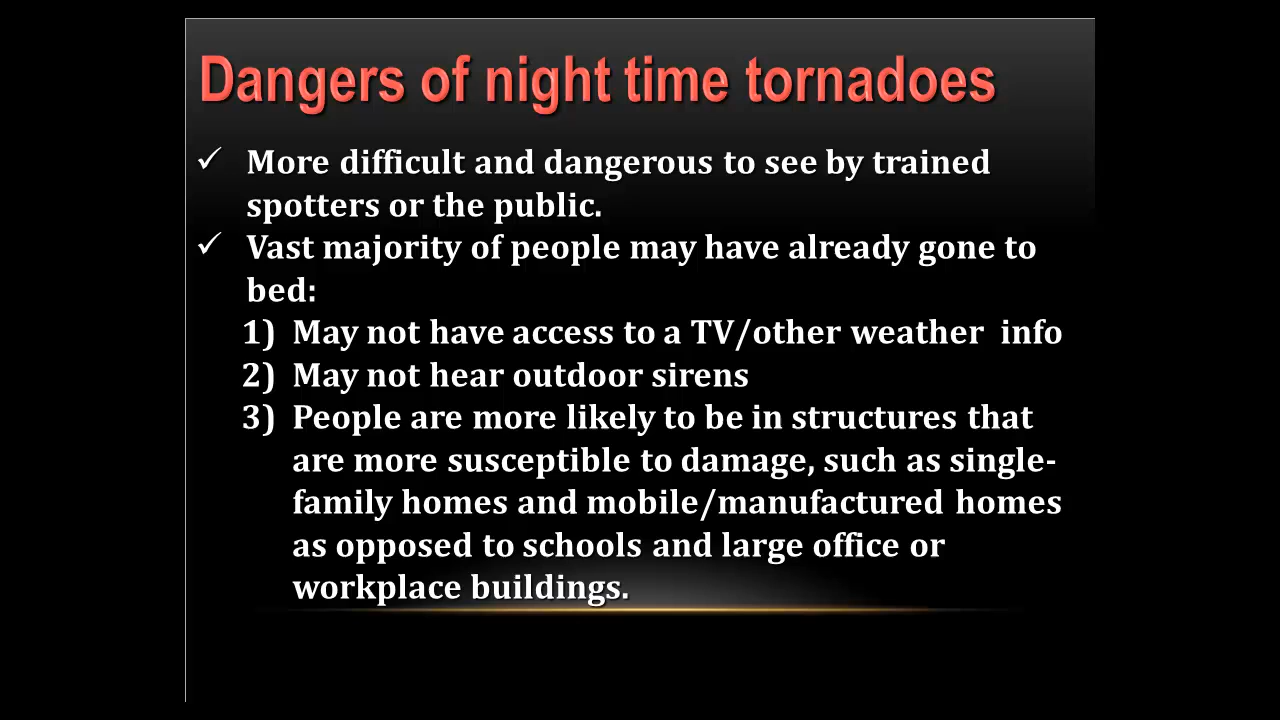 Dangers of night time tornadoes
✓ More difficult and dangerous to see by trained
spotters or the public.
✓ Vast majority of people may have already gone to
bed:
1) May not have access to a TV/other weather  info
2) May not hear outdoor sirens
3) People are more likely to be in structures that
are more susceptible to damage, such as single-
family homes and mobile/manufactured homes
as opposed to schools and large office or
workplace buildings.